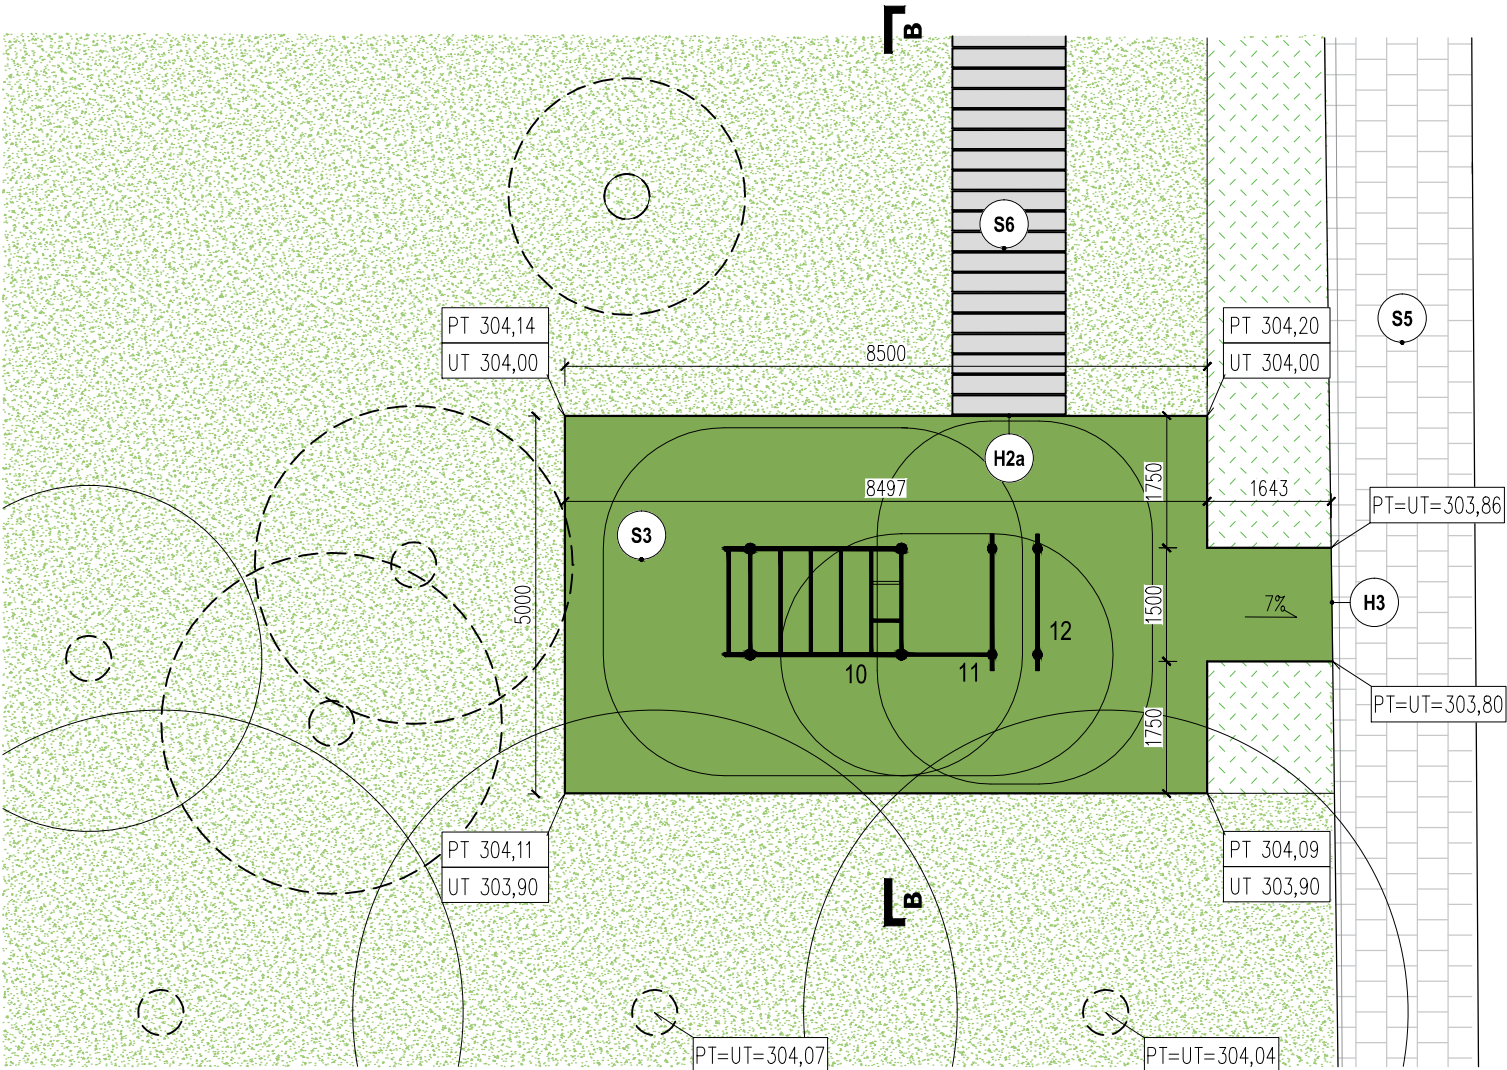 B
S6
S5
PT 304,14
UT 304,00
PT 304,20
UT 304,00
8500
H2a
1750
8497
1643
PT=UT=303,86
S3
5000
1500
7%
H3
12
10
11
1750
PT=UT=303,80
PT 304,11
UT 303,90
PT 304,09
UT 303,90
B
PT=UT=304,07
PT=UT=304,04